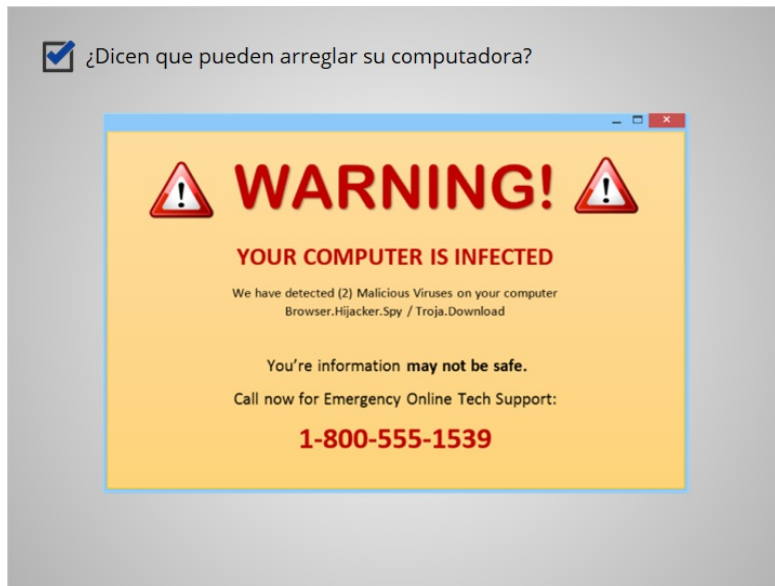 ¿Dicen que pueden arreglar su computadora?
WARNING!
YOUR COMPUTER IS INFECTED
We have detected (2) Malicious Viruses on your computer
Browser.Hijacker.Spy / Troja.Download
You're information may not be safe.
Call now for Emergency Online Tech Support:
1-800-555-1539